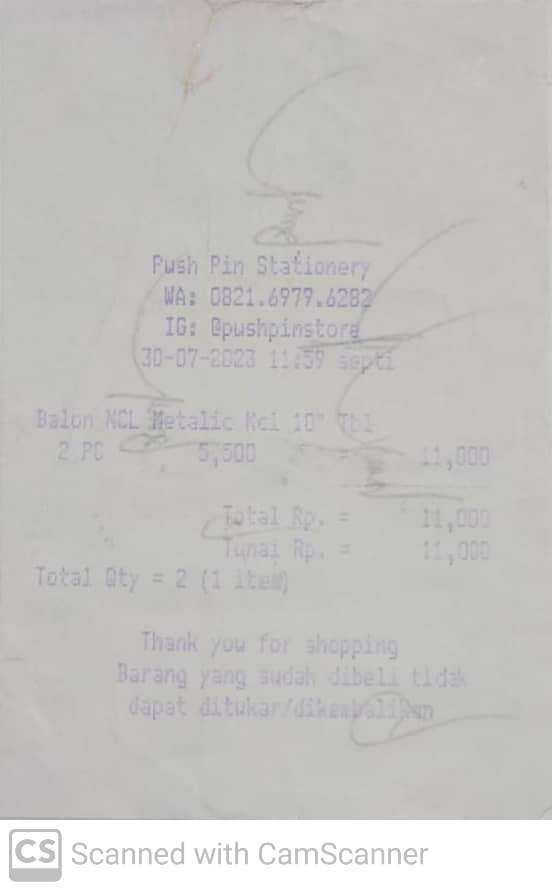 Push Pin Stationery
WA: 0821.6979.6282
IG: @pushpinstore
30-07-2023 11:59 septi
Balon NCL Metalic Kcl 10" Tbl
2 PC 5,500 = 11,000
Total Rp. = 11,000
Tunai Rp. = 11,000
Total Qty = 2 (1 item)
Thank you for shopping
Barang yang sudah dibeli tidak
dapat ditukar/dikembalikan
CS Scanned with CamScanner